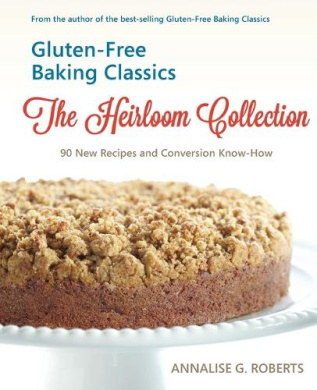 From the author of the best-selling Gluten-Free Baking Classics
Gluten-Free
Baking Classics
The Heirloom Collection
90 New Recipes and Conversion Know-How
ANNALISE G. ROBERTS